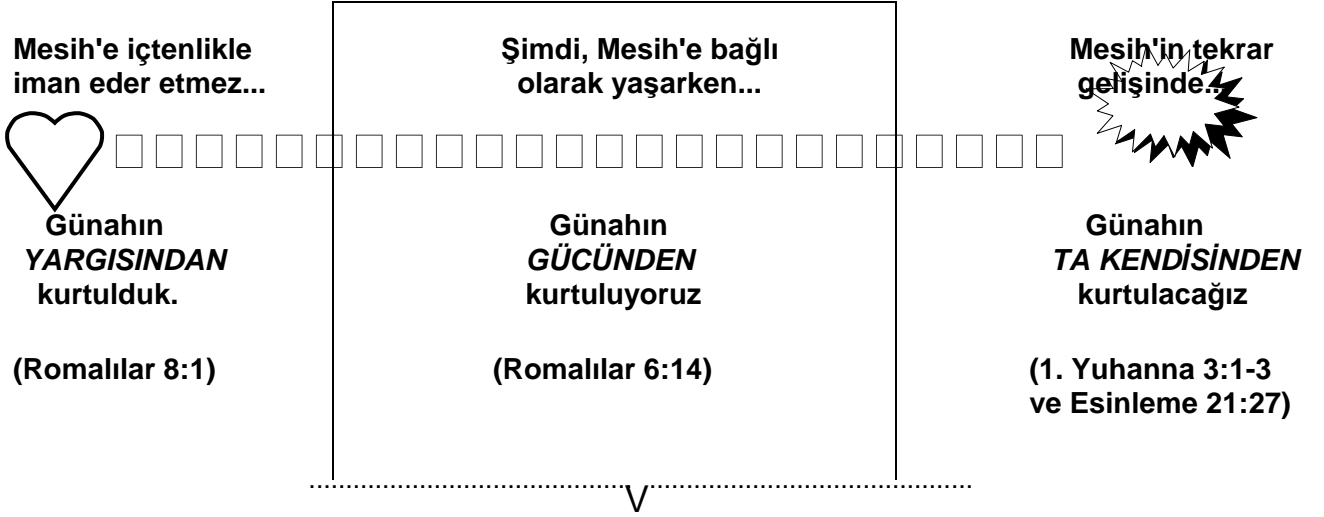 Mesih'e içtenlikle
iman eder etmez...
Şimdi, Mesih'e bağlı
olarak yaşarken...
Mesih'in tekrar
gelişinde...
Günahın
YARGISINDAN
kurtulduk.
(Romalılar 8:1)
Günahın
GÜCÜNDEN
kurtuluyoruz
(Romalılar 6:14)
Günahın
TA KENDİSİNDEN
kurtulacağız
(1. Yuhanna 3:1-3
ve Esinleme 21:27)